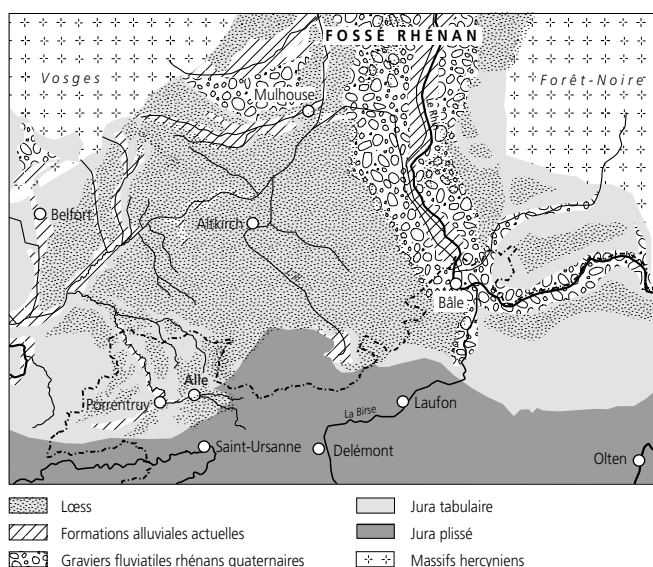 FOSSÉ RHÉNAN
Vosges
Forêt-Noire
Mulhouse
Belfort
Altkirch
Ill
Bâle
Alle
Porrentruy
La Birse
Laufon
Saint-Ursanne
Delémont
Olten
Lœss
Jura tabulaire
Formations alluviales actuelles
Jura plissé
Graviers fluviatiles rhénans quaternaires
Massifs hercyniens